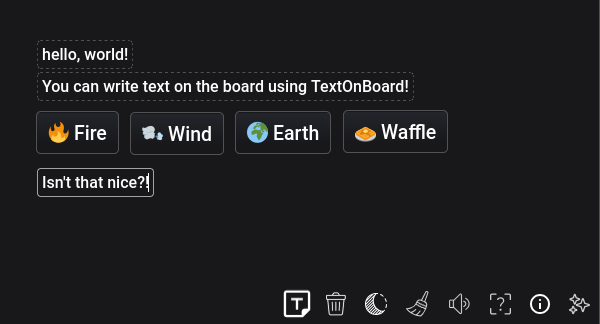 hello, world!
You can write text on the board using TextOnBoard!
🔥 Fire 🌬️ Wind 🌍 Earth 🧇 Waffle
Isn't that nice?!
T [?] i